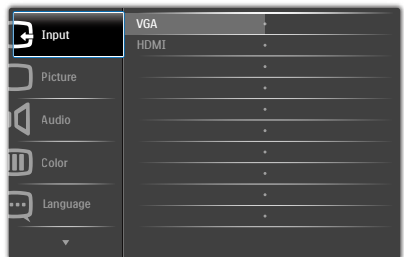 Input
Picture
Audio
Color
Language
VGA
HDMI